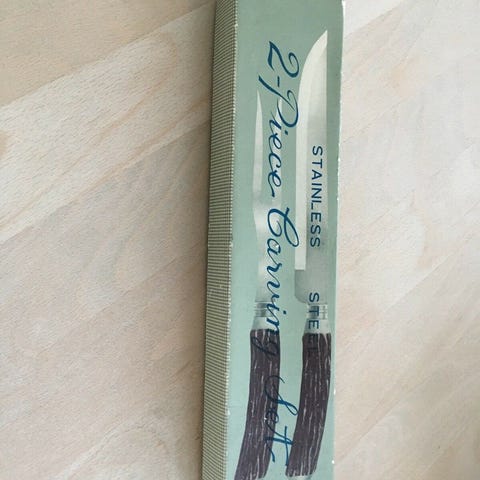 STAINLESS STEEL
2-Piece Carving Set